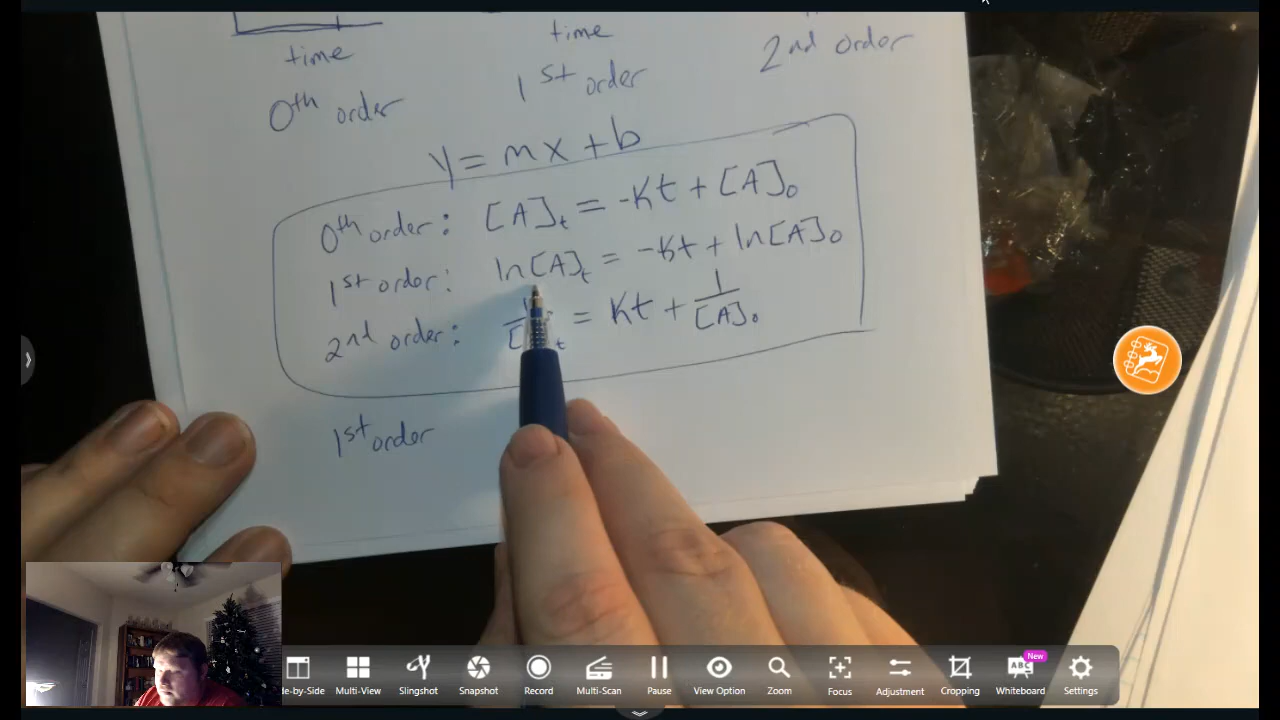 time
time
0th order
1st order
2nd order
y = mx + b
0th order: [A]t = -Kt + [A]0
1st order: ln[A]t = -Kt + ln[A]0
2nd order: = Kt + 1/[A]0
1st order
de-by-Side
Multi-View
Slingshot
Snapshot
Record
Multi-Scan
Pause
View Option
Zoom
Focus
Adjustment
Cropping
New
ABC
Whiteboard
Settings